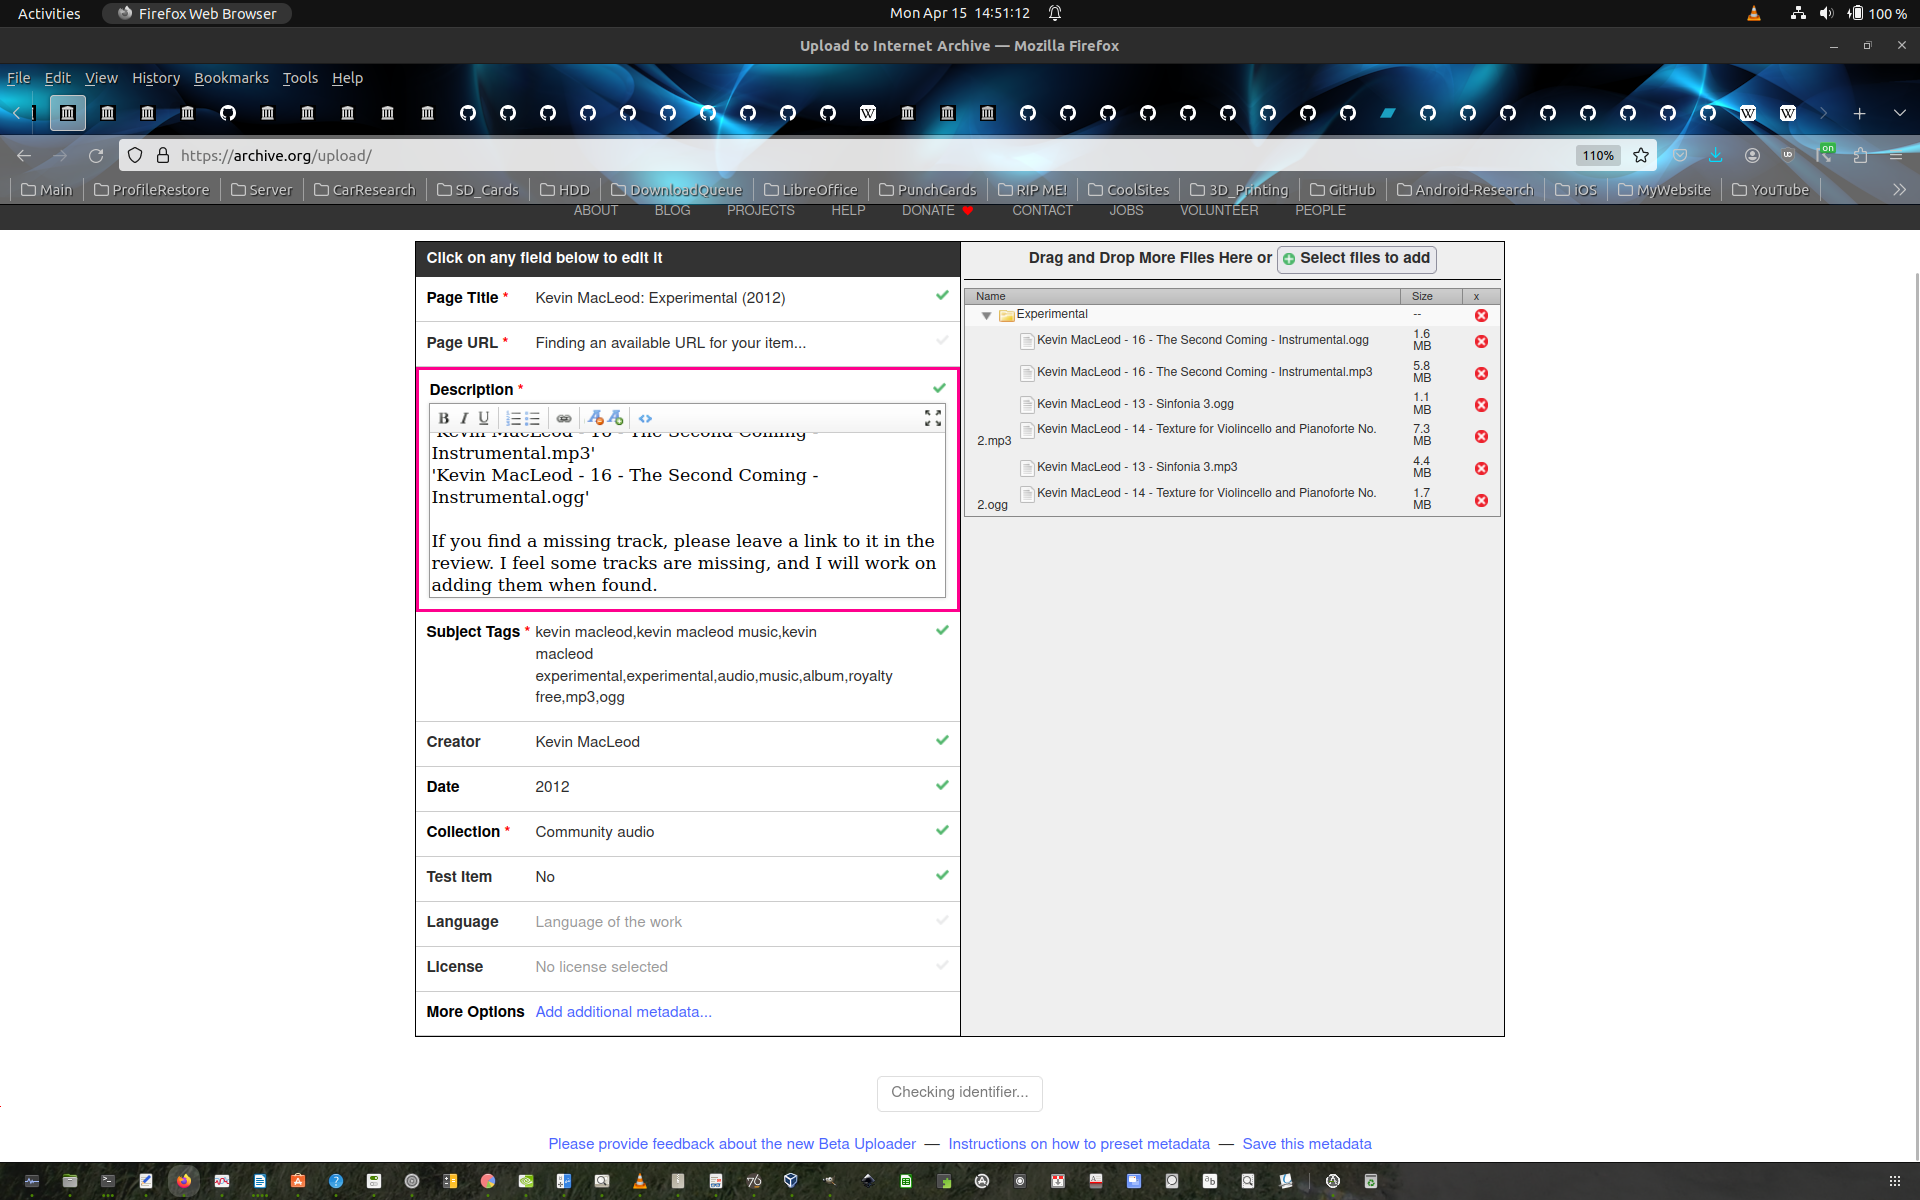 Activities
Firefox Web Browser
Mon Apr 15 14:51:12
100 %
Upload to Internet Archive — Mozilla Firefox
File Edit View History Bookmarks Tools Help
https://archive.org/upload/
110%
on
Main ProfileRestore Server CarResearch SD_Cards HDD DownloadQueue LibreOffice PunchCards RIP ME! CoolSites 3D_Printing GitHub Android-Research iOS MyWebsite YouTube
ABOUT BLOG PROJECTS HELP DONATE CONTACT JOBS VOLUNTEER PEOPLE
Click on any field below to edit it
Page Title * Kevin MacLeod: Experimental (2012)
Page URL * Finding an available URL for your item...
Description *
B I U
'Kevin MacLeod - 16 - The Second Coming -
Instrumental.mp3'
'Kevin MacLeod - 16 - The Second Coming -
Instrumental.ogg'
If you find a missing track, please leave a link to it in the
review. I feel some tracks are missing, and I will work on
adding them when found.
Subject Tags * kevin macleod,kevin macleod music,kevin
macleod
experimental,experimental,audio,music,album,royalty
free,mp3,ogg
Creator Kevin MacLeod
Date 2012
Collection * Community audio
Test Item No
Language Language of the work
License No license selected
More Options Add additional metadata...
Drag and Drop More Files Here or Select files to add
Name Size x
Experimental --
Kevin MacLeod - 16 - The Second Coming - Instrumental.ogg 1.6 MB
Kevin MacLeod - 16 - The Second Coming - Instrumental.mp3 5.8 MB
Kevin MacLeod - 13 - Sinfonia 3.ogg 1.1 MB
Kevin MacLeod - 14 - Texture for Violincello and Pianoforte No.
2.mp3 7.3 MB
Kevin MacLeod - 13 - Sinfonia 3.mp3 4.4 MB
Kevin MacLeod - 14 - Texture for Violincello and Pianoforte No.
2.ogg 1.7 MB
Checking identifier...
Please provide feedback about the new Beta Uploader — Instructions on how to preset metadata — Save this metadata